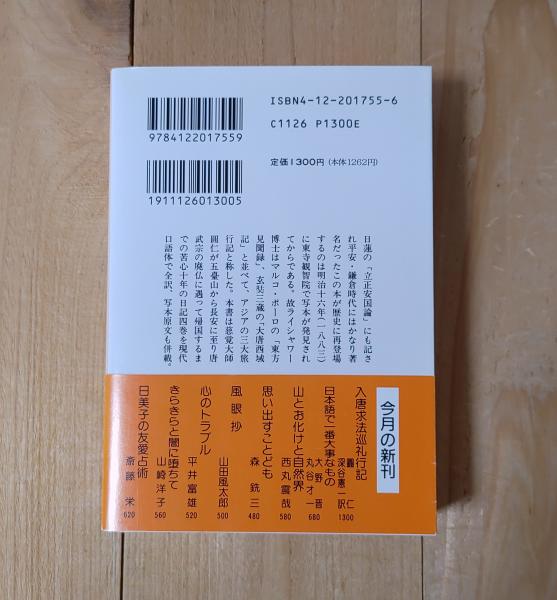 9784122017559
1911126013005
ISBN4-12-201755-6
C1126 P1300E
定価1300円(本体1262円)
日蓮の「立正安国論」にも記さ
れ平安・鎌倉時代にはかなり著
名だったこの本が歴史に再登場
するのは明治十六年(一八八三)
に東寺観智院で写本が発見され
てからである。故ライシャワー
博士はマルコ・ポーロの「東方
見聞録」、玄奘三蔵の「大唐西域
記」と並べて、アジアの三大旅
行記と称した。本書は慈覚大師
圓仁が五臺山から長安に至り唐
武宗の廃仏に遇って帰国するま
での苦心十年の日記四巻を現代
口語体で全訳、写本原文も併載。
今月の新刊
入唐求法巡礼行記
圓仁
深谷憲一訳
1300
日本語で一番大事なもの
大野晋
丸谷才一
680
山とお化けと自然界
西丸震哉
580
思い出すことども
森銑三
480
風眼抄
山田風太郎
500
心のトラブル
平井富雄
520
きらきらと闇に堕ちて
山崎洋子
560
日美子の友愛占術
斎藤栄
620